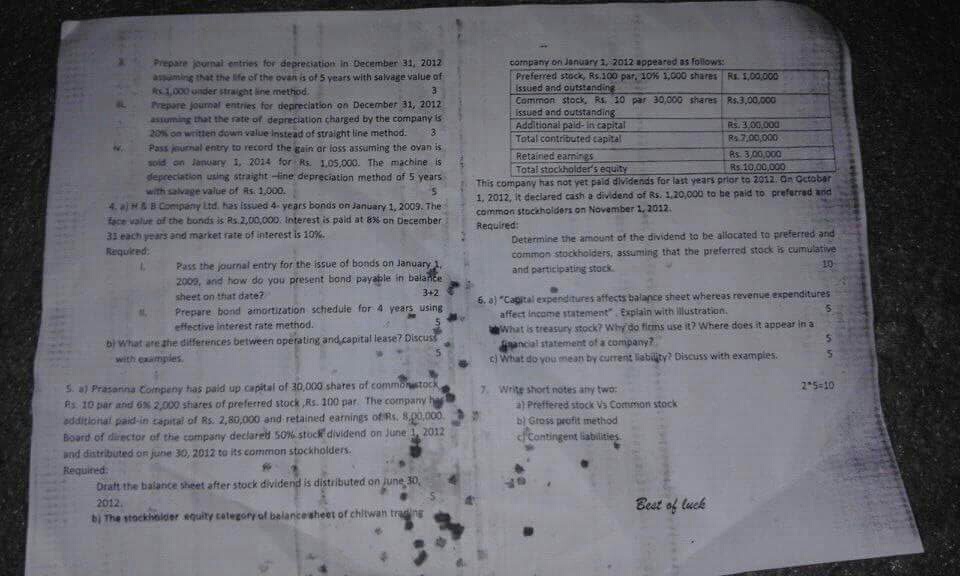 Prepare journal entries for depreciation in December 31, 2012
assuming that the life of the ovan is of 5 years with salvage value of
Rs.1,000 under straight line method. 3
iii. Prepare journal entries for depreciation on December 31, 2012
assuming that the rate of depreciation charged by the company is
20% on written down value instead of straight line method. 3
iv. Pass journal entry to record the gain or loss assuming the ovan is
sold on January 1, 2014 for Rs. 1,05,000. The machine is
depreciation using straight –line depreciation method of 5 years
with salvage value of Rs. 1,000. 5
4. a) H & B Company Ltd. has issued 4- years bonds on January 1, 2009. The
face value of the bonds is Rs.2,00,000. Interest is paid at 8% on December
31 each years and market rate of interest is 10%.
Required:
i. Pass the journal entry for the issue of bonds on January 1,
2009, and how do you present bond payable in balance
sheet on that date? 3+2
ii. Prepare bond amortization schedule for 4 years using
effective interest rate method. 5
b) What are the differences between operating and capital lease? Discuss
with examples. 5
5. a) Prasanna Company has paid up capital of 30,000 shares of common stock
Rs. 10 par and 6% 2,000 shares of preferred stock ,Rs. 100 par. The company
additional paid-in capital of Rs. 2,80,000 and retained earnings of Rs. 8,00,000.
Board of director of the company declared 50% stock dividend on June 1, 2012
and distributed on june 30, 2012 to its common stockholders.
Required:
Draft the balance sheet after stock dividend is distributed on June 30,
2012. 5
b) The stockholder equity category of balance sheet of chitwan trading
company on January 1, 2012 appeared as follows:
Preferred stock, Rs.100 par, 10% 1,000 shares Rs. 1,00,000
issued and outstanding
Common stock, Rs. 10 par 30,000 shares Rs.3,00,000
issued and outstanding
Additional paid- in capital Rs. 3,00,000
Total contributed capital Rs.7,00,000
Retained earnings Rs. 3,00,000
Total stockholder's equity Rs.10,00,000
This company has not yet paid dividends for last years prior to 2012. On October
1, 2012, it declared cash a dividend of Rs. 1,20,000 to be paid to preferred and
common stockholders on November 1, 2012.
Required:
Determine the amount of the dividend to be allocated to preferred and
common stockholders, assuming that the preferred stock is cumulative
and participating stock. 10
6. a) "Capital expenditures affects balance sheet whereas revenue expenditures
affect income statement" . Explain with illustration. 5
What is treasury stock? Why do firms use it? Where does it appear in a
financial statement of a company? 5
c) What do you mean by current liability? Discuss with examples. 5
7. Write short notes any two: 2*5=10
a) Preffered stock Vs Common stock
b) Gross profit method
c) Contingent liabilities.
Best of luck